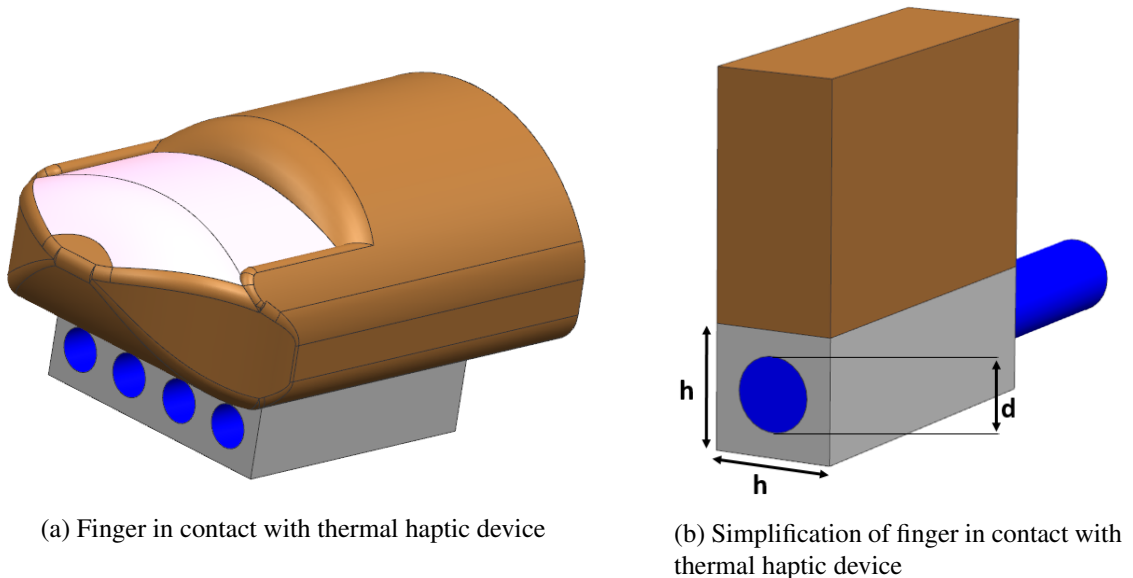 h
d
h
(a) Finger in contact with thermal haptic device
(b) Simplification of finger in contact with
thermal haptic device